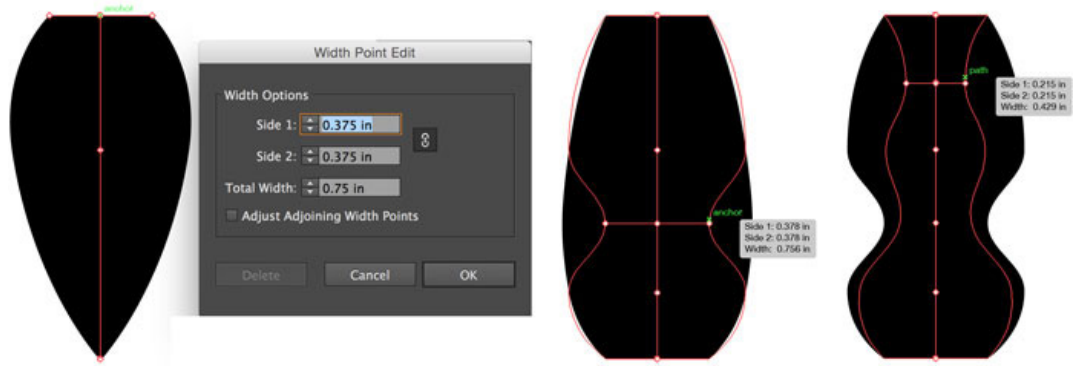 anchor
Width Point Edit
Width Options
Side 1: 0.375 in
Side 2: 0.375 in
Total Width: 0.75 in
Adjust Adjoining Width Points
Delete
Cancel
OK
anchor
Side 1: 0.378 in
Side 2: 0.378 in
Width: 0.756 in
path
Side 1: 0.215 in
Side 2: 0.215 in
Width: 0.429 in